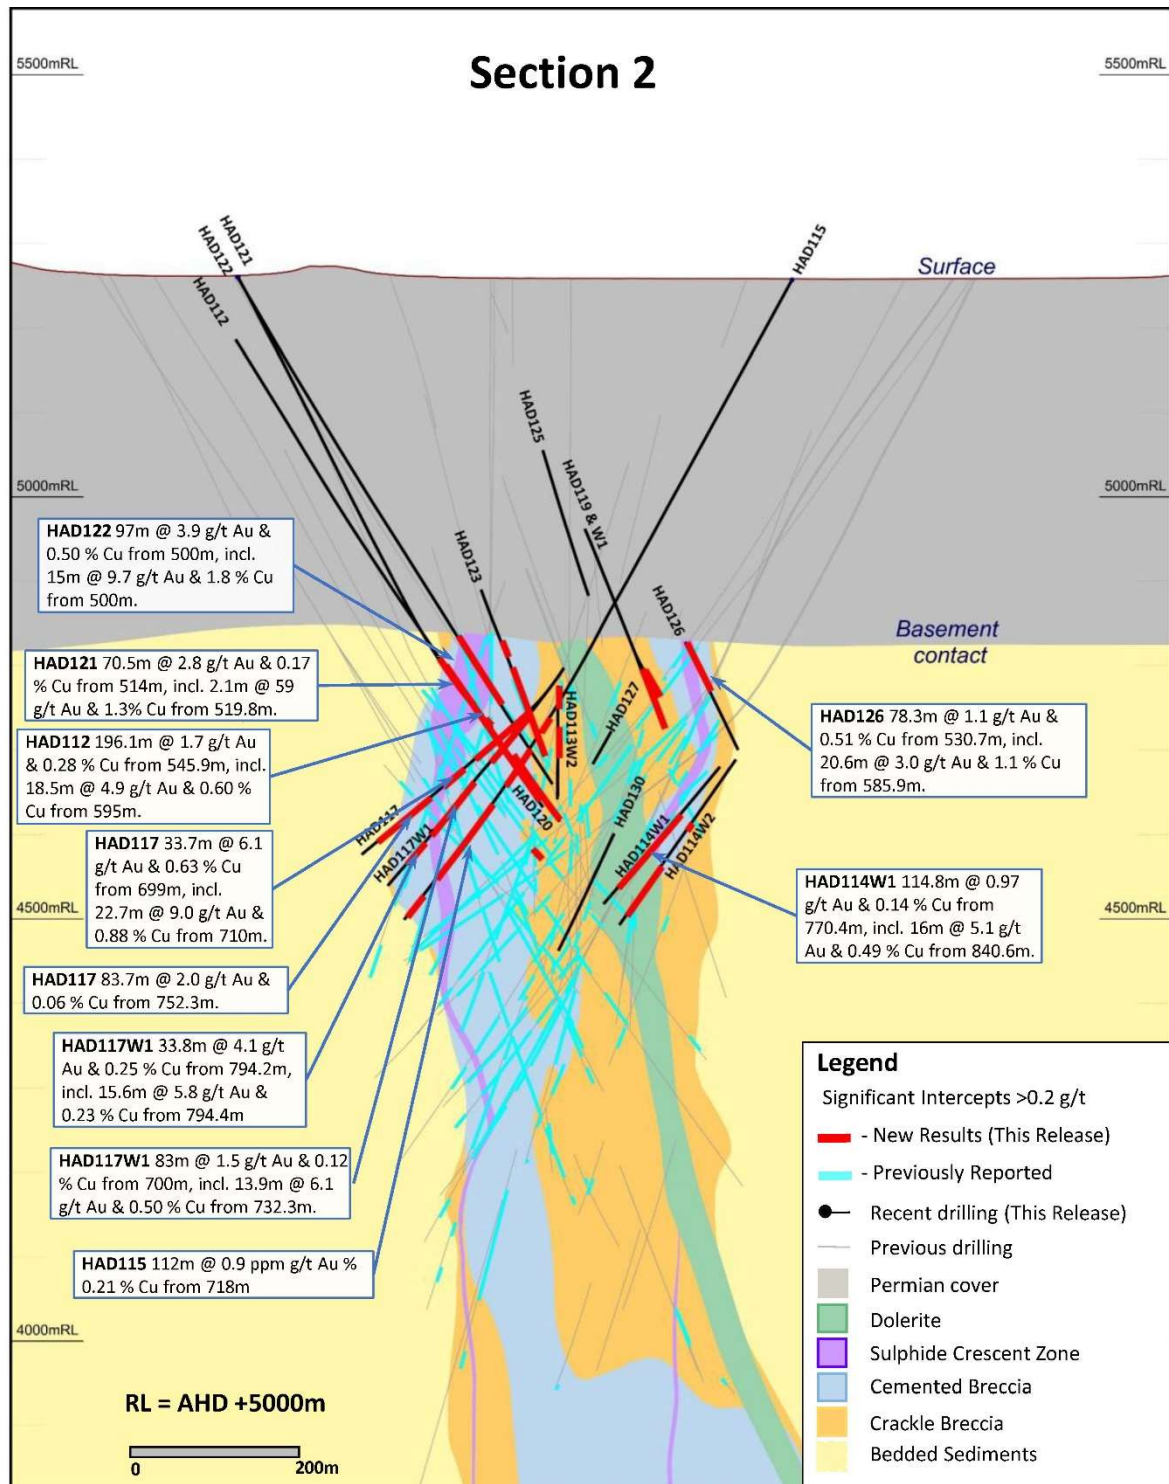 Section 2
5500mRL
5500mRL
HAD121
HAD122
HAD112
HAD115
Surface
HAD125
HAD119 & W1
5000mRL
5000mRL
HAD122 97m @ 3.9 g/t Au &
0.50 % Cu from 500m, incl.
15m @ 9.7 g/t Au & 1.8 % Cu
from 500m.
HAD123
HAD126
Basement
contact
HAD121 70.5m @ 2.8 g/t Au & 0.17
% Cu from 514m, incl. 2.1m @ 59
g/t Au & 1.3% Cu from 519.8m.
HAD112 196.1m @ 1.7 g/t Au
& 0.28 % Cu from 545.9m, incl.
18.5m @ 4.9 g/t Au & 0.60 %
Cu from 595m.
HAD113W2
HAD127
HAD126 78.3m @ 1.1 g/t Au &
0.51 % Cu from 530.7m, incl.
20.6m @ 3.0 g/t Au & 1.1 % Cu
from 585.9m.
HAD117
HAD117W1
HAD120
HAD130
HAD114W1
HAD114W2
HAD117 33.7m @ 6.1
g/t Au & 0.63 % Cu
from 699m, incl.
22.7m @ 9.0 g/t Au &
0.88 % Cu from 710m.
HAD114W1 114.8m @ 0.97
g/t Au & 0.14 % Cu from
770.4m, incl. 16m @ 5.1 g/t
Au & 0.49 % Cu from 840.6m.
4500mRL
4500mRL
HAD117 83.7m @ 2.0 g/t Au &
0.06 % Cu from 752.3m.
HAD117W1 33.8m @ 4.1 g/t
Au & 0.25 % Cu from 794.2m,
incl. 15.6m @ 5.8 g/t Au &
0.23 % Cu from 794.4m
HAD117W1 83m @ 1.5 g/t Au & 0.12
% Cu from 700m, incl. 13.9m @ 6.1
g/t Au & 0.50 % Cu from 732.3m.
HAD115 112m @ 0.9 ppm g/t Au %
0.21 % Cu from 718m
4000mRL
RL = AHD +5000m
0 200m
Legend
Significant Intercepts >0.2 g/t
- New Results (This Release)
- Previously Reported
Recent drilling (This Release)
Previous drilling
Permian cover
Dolerite
Sulphide Crescent Zone
Cemented Breccia
Crackle Breccia
Bedded Sediments